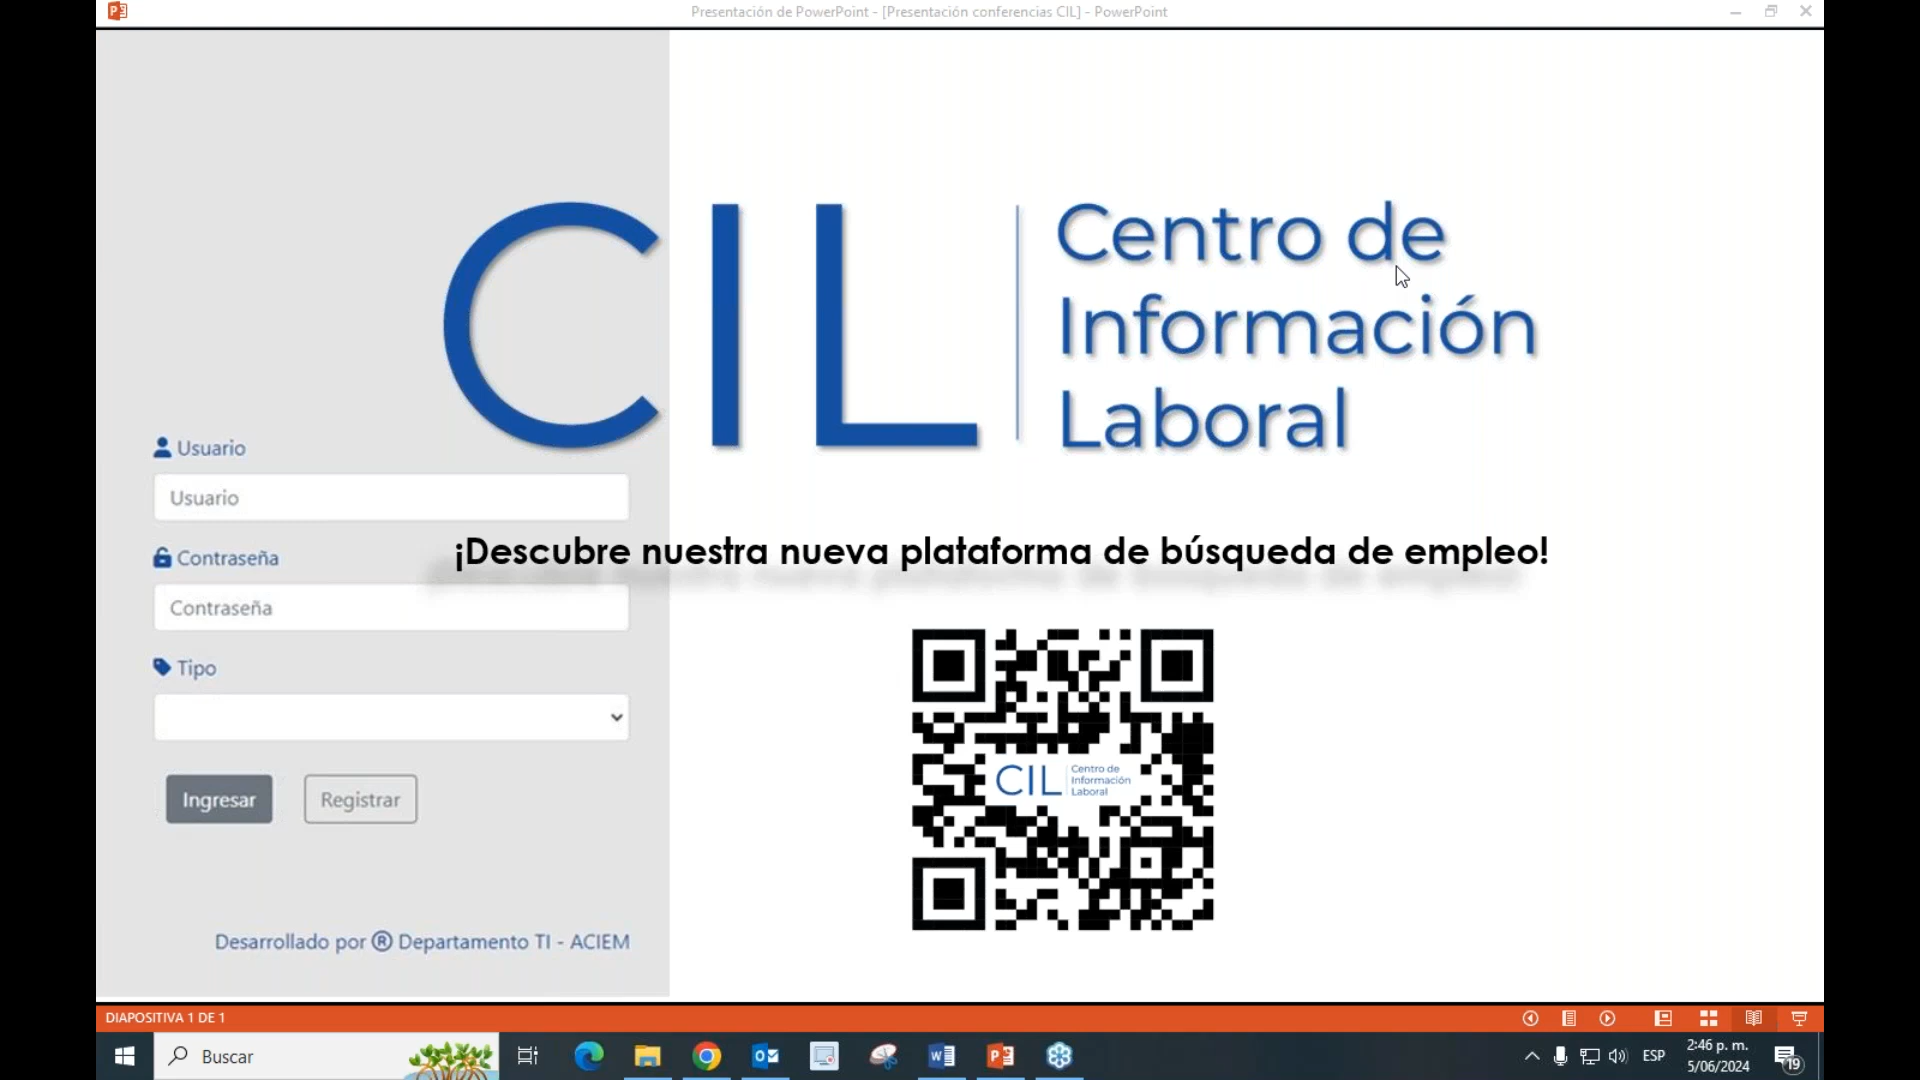 Presentación de PowerPoint - [Presentación conferencias CIL] - PowerPoint
CIL
Centro de
Información
Laboral
Usuario
Usuario
¡Descubre nuestra nueva plataforma de búsqueda de empleo!
Contraseña
Contraseña
Tipo
Ingresar
Registrar
CIL
Centro de
Información
Laboral
Desarrollado por ® Departamento TI - ACIEM
DIAPOSITIVA 1 DE 1
Buscar
ESP
2:46 p. m.
5/06/2024
19